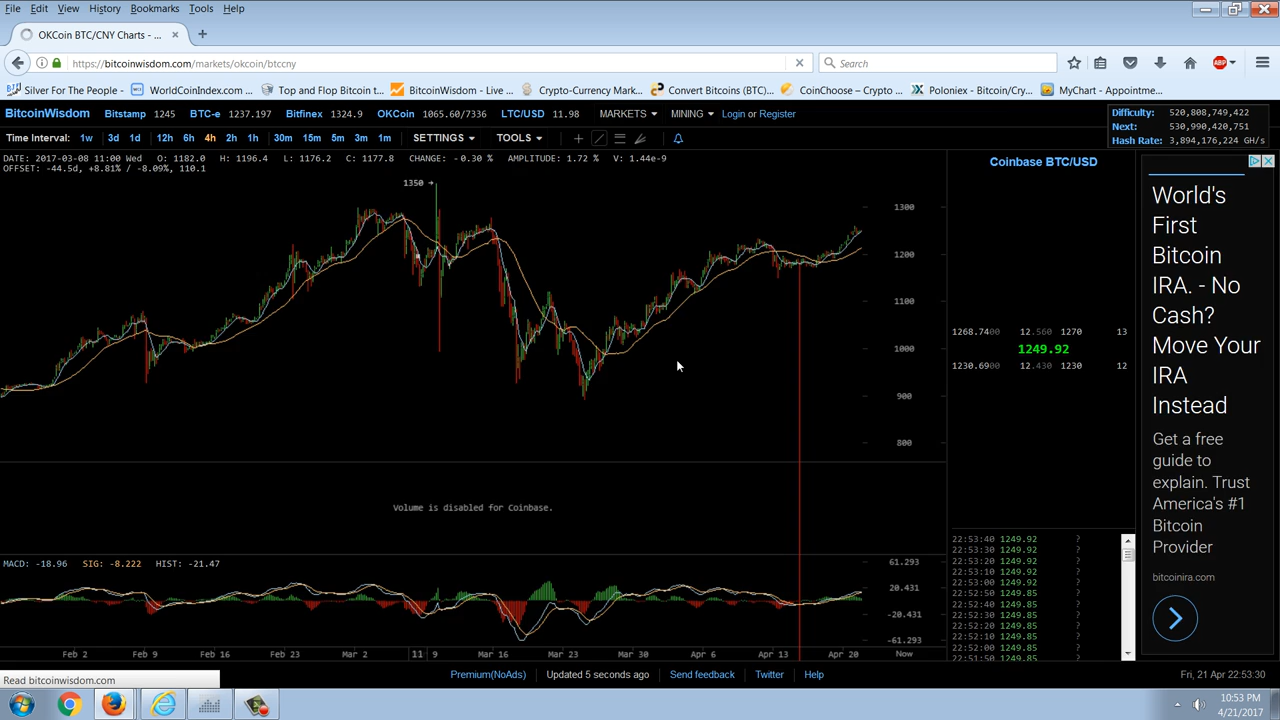 File Edit View History Bookmarks Tools Help
OKCoin BTC/CNY Charts - ...
https://bitcoinwisdom.com/markets/okcoin/btccny
Search
Silver For The People - ... WorldCoinIndex.com ... Top and Flop Bitcoin t... BitcoinWisdom - Live ... Crypto-Currency Mark... Convert Bitcoins (BTC)... CoinChoose – Crypto ... Poloniex - Bitcoin/Cry... MyChart - Appointme...
BitcoinWisdom Bitstamp 1245 BTC-e 1237.197 Bitfinex 1324.9 OKCoin 1065.60/7336 LTC/USD 11.98 MARKETS MINING Login or Register
Difficulty: 520,808,749,422
Next: 530,990,420,751
Hash Rate: 3,894,176,224 GH/s
Time Interval: 1w 3d 1d 12h 6h 4h 2h 1h 30m 15m 5m 3m 1m SETTINGS TOOLS
DATE: 2017-03-08 11:00 Wed O: 1182.0 H: 1196.4 L: 1176.2 C: 1177.8 CHANGE: -0.30 % AMPLITUDE: 1.72 % V: 1.44e-9
OFFSET: -44.5d, +8.81% / -8.09%, 110.1
1350
1300
1200
1100
1000
900
800
Coinbase BTC/USD
1268.7400 12.560 1270 13
1249.92
1230.6900 12.430 1230 12
Volume is disabled for Coinbase.
MACD: -18.96 SIG: -8.222 HIST: -21.47
61.293
20.431
-20.431
-61.293
22:53:40 1249.92 ?
22:53:30 1249.92 ?
22:53:20 1249.92 ?
22:53:10 1249.92 ?
22:53:00 1249.92 ?
22:52:50 1249.85 ?
22:52:40 1249.85 ?
22:52:30 1249.85 ?
22:52:20 1249.85 ?
22:52:10 1249.85 ?
22:52:00 1249.85 ?
22:51:50 1249.85 ?
Feb 2 Feb 9 Feb 16 Feb 23 Mar 2 11 9 Mar 16 Mar 23 Mar 30 Apr 6 Apr 13 Apr 20 Now
World's
First
Bitcoin
IRA. - No
Cash?
Move Your
IRA
Instead
Get a free
guide to
explain. Trust
America's #1
Bitcoin
Provider
bitcoinira.com
Read bitcoinwisdom.com
Premium(NoAds) Updated 5 seconds ago Send feedback Twitter Help
Fri, 21 Apr 2017 22:53:30
10:53 PM
4/21/2017